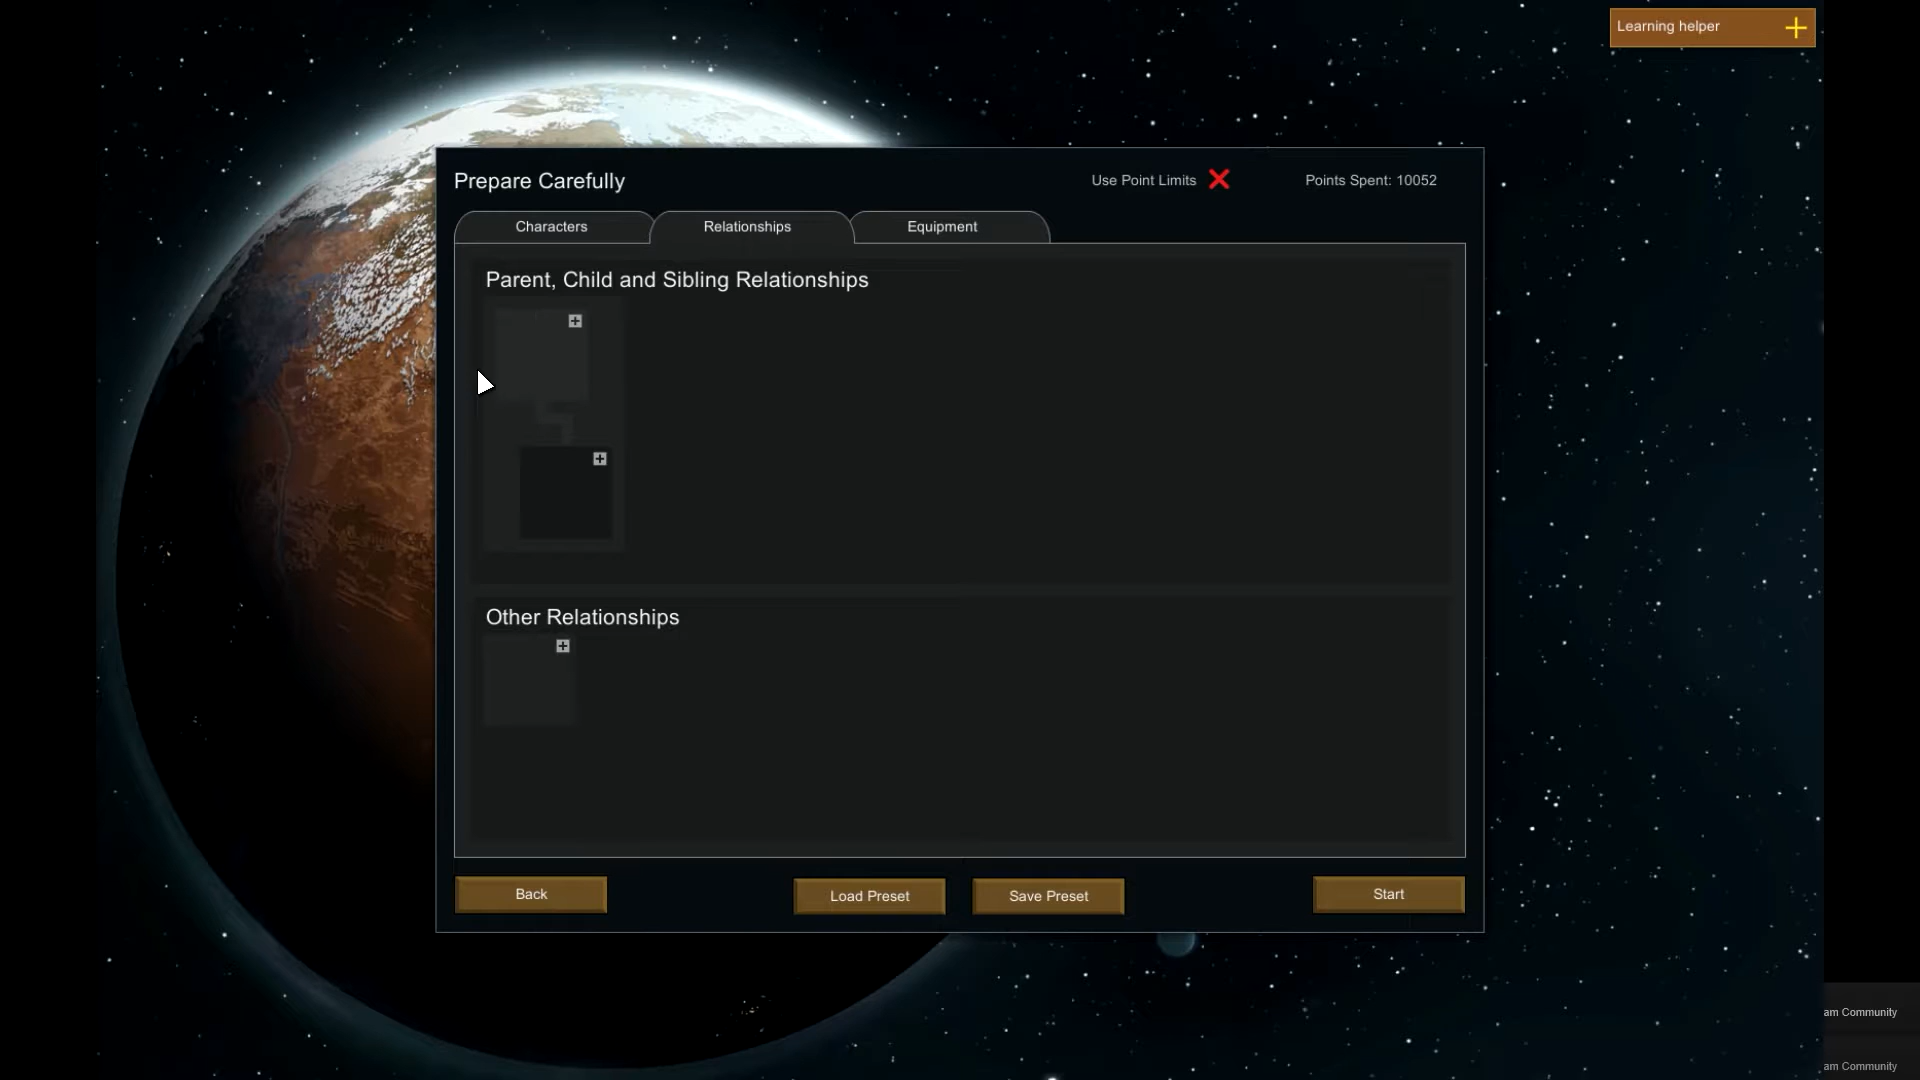 Learning helper
Prepare Carefully
Use Point Limits
Points Spent: 10052
Characters
Relationships
Equipment
Parent, Child and Sibling Relationships
Other Relationships
Back
Load Preset
Save Preset
Start
am Community
am Community